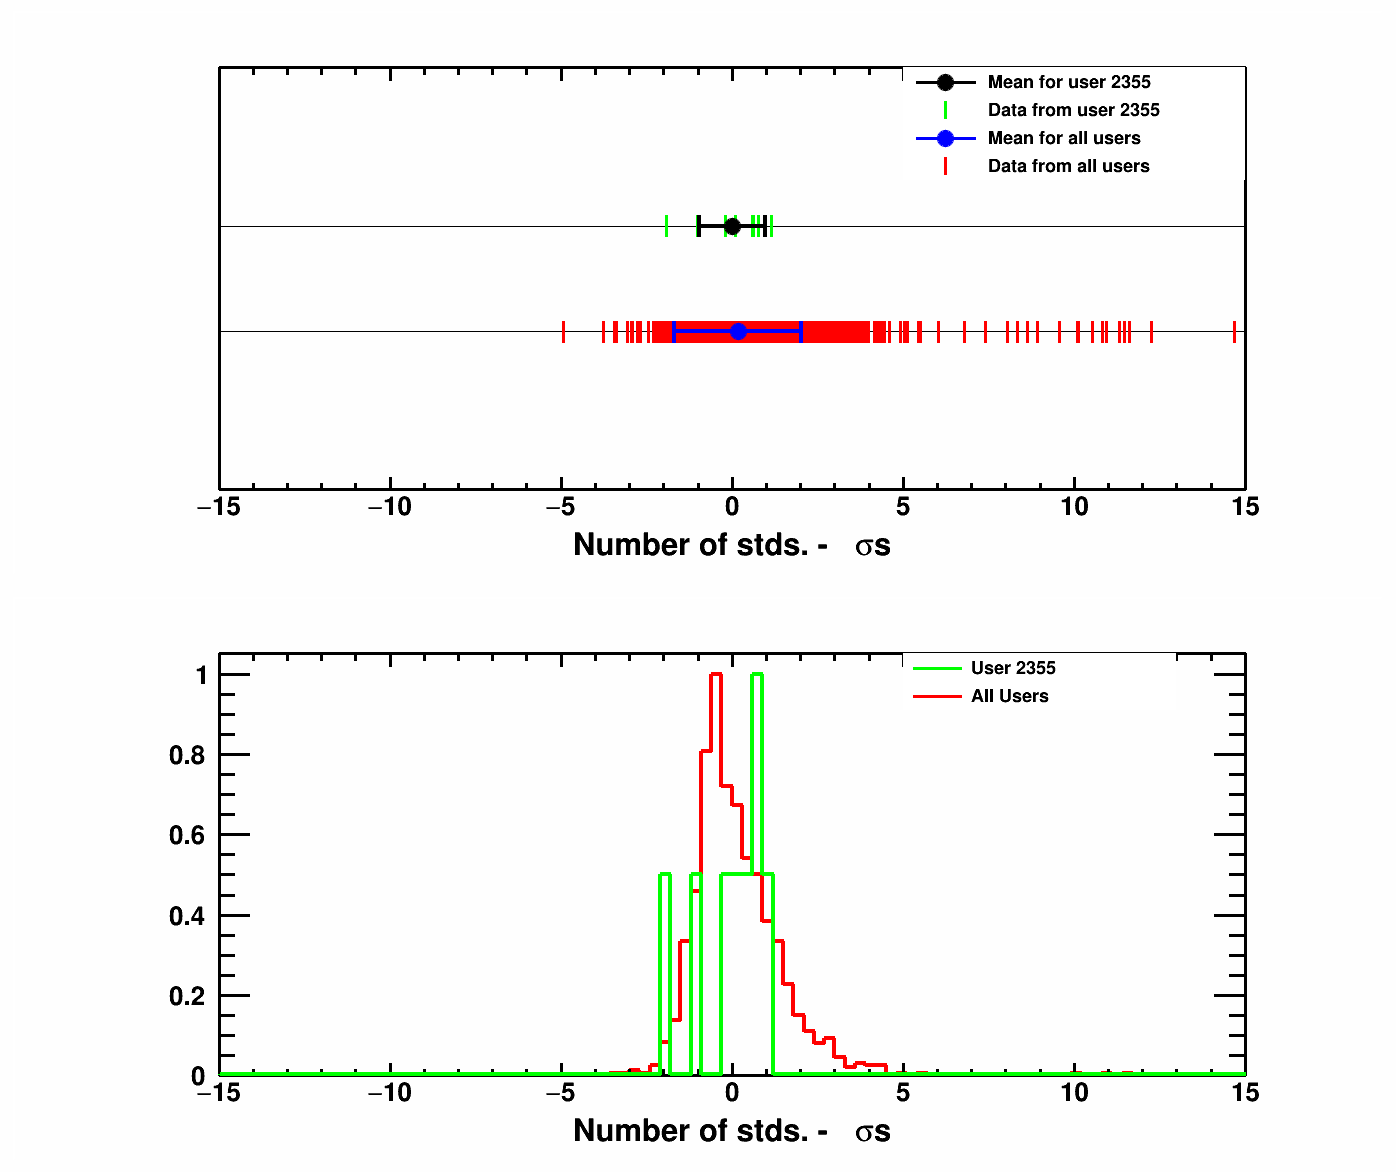 Mean for user 2355
Data from user 2355
Mean for all users
Data from all users
−15 −10 −5 0 5 10 15
Number of stds. - σs
User 2355
All Users
1
0.8
0.6
0.4
0.2
0
−15 −10 −5 0 5 10 15
Number of stds. - σs